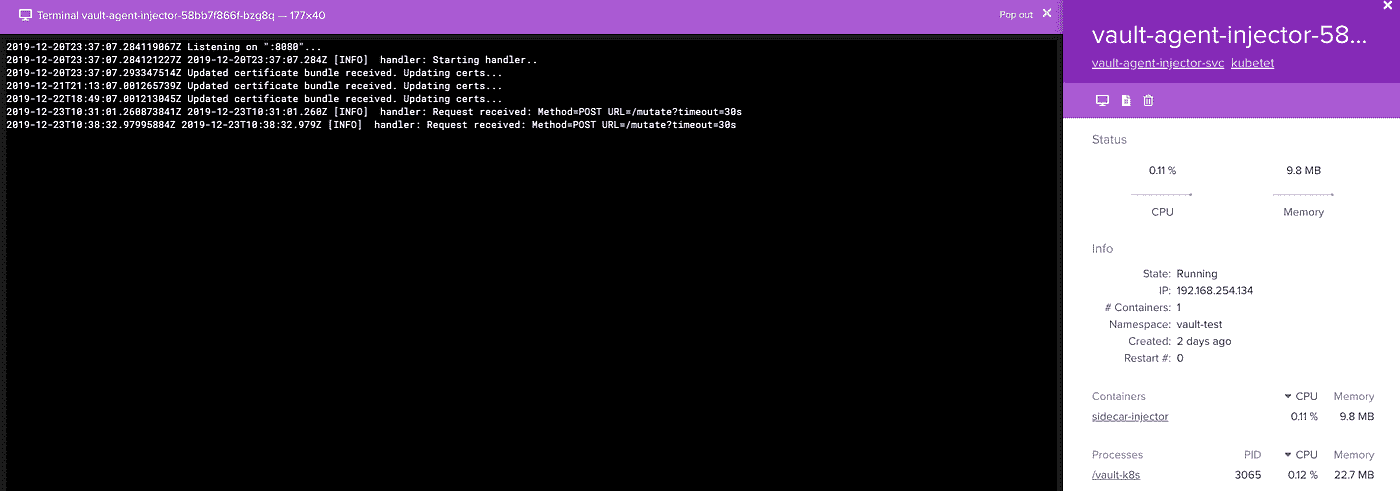 Terminal vault-agent-injector-58bb7f866f-bzg8q — 177×40
Pop out ×
2019-12-20T23:37:07.284119067Z Listening on ":8080"...
2019-12-20T23:37:07.284121227Z 2019-12-20T23:37:07.284Z [INFO]  handler: Starting handler..
2019-12-20T23:37:07.293347514Z Updated certificate bundle received. Updating certs...
2019-12-21T21:13:07.001265739Z Updated certificate bundle received. Updating certs...
2019-12-22T18:49:07.001213045Z Updated certificate bundle received. Updating certs...
2019-12-23T10:31:01.260873841Z 2019-12-23T10:31:01.260Z [INFO]  handler: Request received: Method=POST URL=/mutate?timeout=30s
2019-12-23T10:38:32.97995884Z 2019-12-23T10:38:32.979Z [INFO]  handler: Request received: Method=POST URL=/mutate?timeout=30s
×
vault-agent-injector-58...
vault-agent-injector-svc kubetet
Status
0.11 % 9.8 MB
CPU Memory
Info
State: Running
IP: 192.168.254.134
# Containers: 1
Namespace: vault-test
Created: 2 days ago
Restart #: 0
Containers CPU Memory
sidecar-injector 0.11 % 9.8 MB
Processes PID CPU Memory
/vault-k8s 3065 0.12 % 22.7 MB